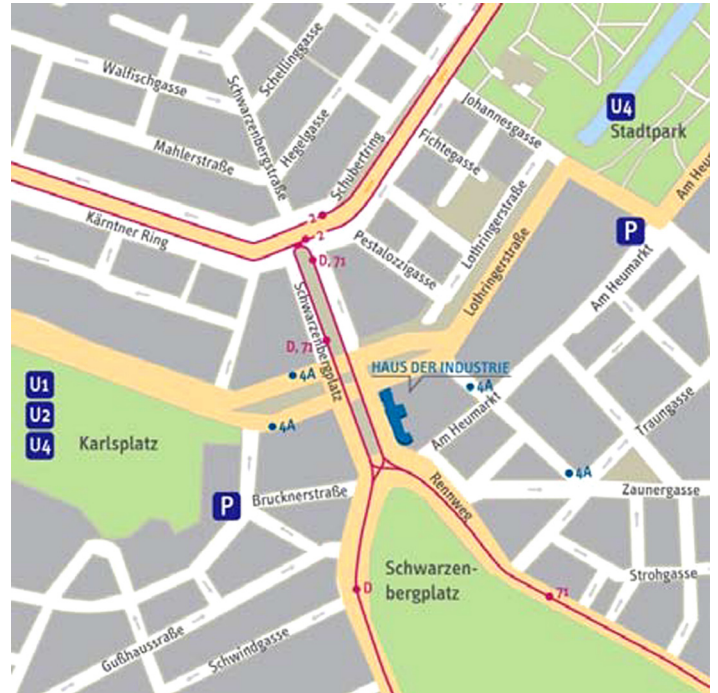 Walfischgasse
Schellinggasse
Schwarzenbergstraße
Hegelgasse
Mahlerstraße
Schubertring
Kärntner Ring
Johannesgasse
Fichtegasse
U4
Stadtpark
Am Heu
P
Lothringerstraße
Lothringerstraße
Pestalozzigasse
Am Heumarkt
2
2
D, 71
D, 71
Schwarzenbergplatz
4A
4A
HAUS DER INDUSTRIE
4A
Am Heumarkt
Traungasse
4A
U1
U2
U4
Karlsplatz
P
Brucknerstraße
Rennweg
Zaunergasse
Schwarzen-
bergplatz
D
71
Strohgasse
Gußhausstraße
Schwindgasse